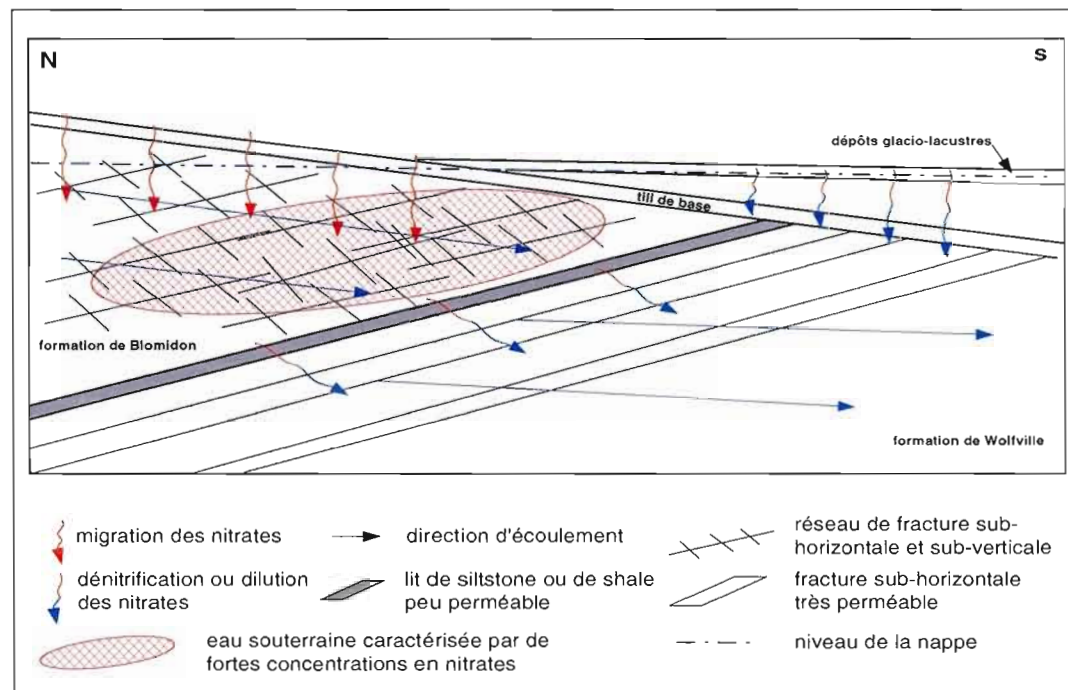 N
S
dépôts glacio-lacustres
till de base
formation de Blomidon
formation de Wolfville
migration des nitrates
direction d'écoulement
réseau de fracture sub-
horizontale et sub-verticale
dénitrification ou dilution
des nitrates
lit de siltstone ou de shale
peu perméable
fracture sub-horizontale
très perméable
eau souterraine caractérisée par de
fortes concentrations en nitrates
niveau de la nappe